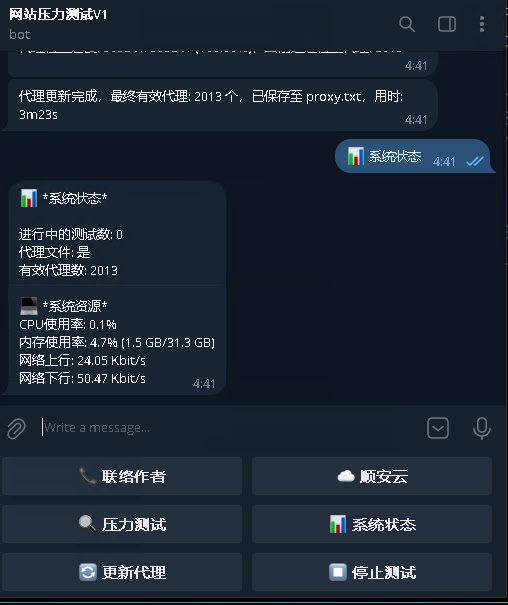 网站压力测试V1
bot
4:41
代理更新完成，最终有效代理: 2013 个，已保存至 proxy.txt，用时:
3m23s
4:41
系统状态 4:41
*系统状态*
进行中的测试数: 0
代理文件: 是
有效代理数: 2013
*系统资源*
CPU使用率: 0.1%
内存使用率: 4.7% (1.5 GB/31.3 GB)
网络上行: 24.05 Kbit/s
网络下行: 50.47 Kbit/s
4:41
Write a message...
联络作者
顺安云
压力测试
系统状态
更新代理
停止测试